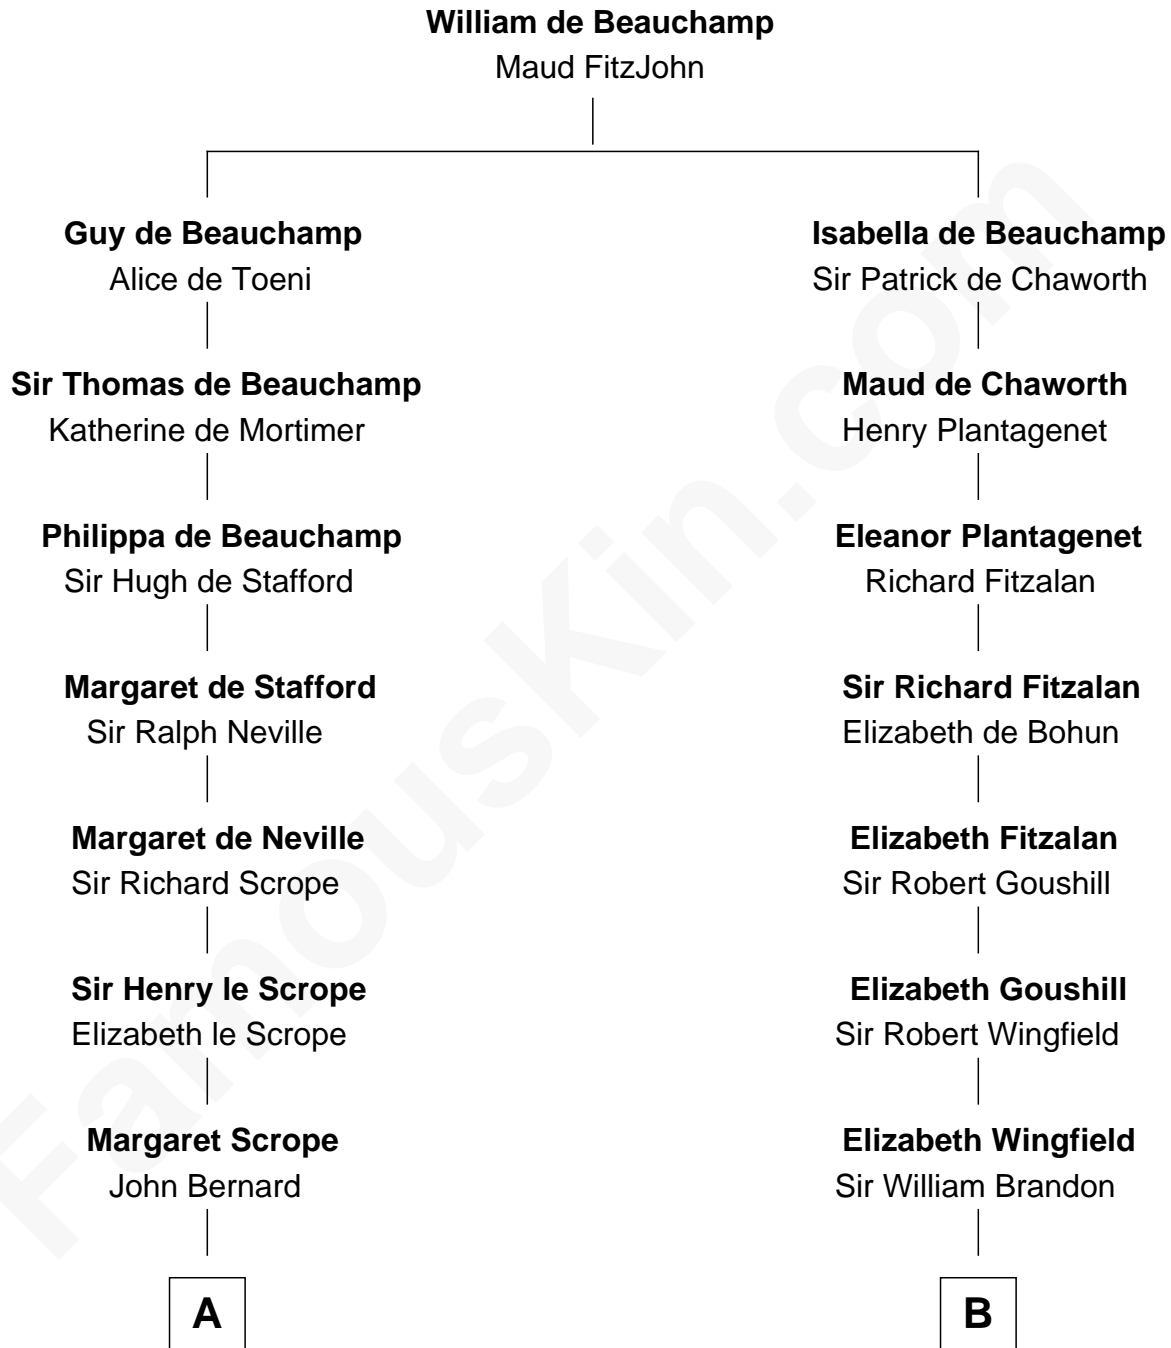 William de Beauchamp
Maud FitzJohn
Guy de Beauchamp
Alice de Toeni
Sir Thomas de Beauchamp
Katherine de Mortimer
Philippa de Beauchamp
Sir Hugh de Stafford
Margaret de Stafford
Sir Ralph Neville
Margaret de Neville
Sir Richard Scrope
Sir Henry le Scrope
Elizabeth le Scrope
Margaret Scrope
John Bernard
A
Isabella de Beauchamp
Sir Patrick de Chaworth
Maud de Chaworth
Henry Plantagenet
Eleanor Plantagenet
Richard Fitzalan
Sir Richard Fitzalan
Elizabeth de Bohun
Elizabeth Fitzalan
Sir Robert Goushill
Elizabeth Goushill
Sir Robert Wingfield
Elizabeth Wingfield
Sir William Brandon
B
FamousKin.com